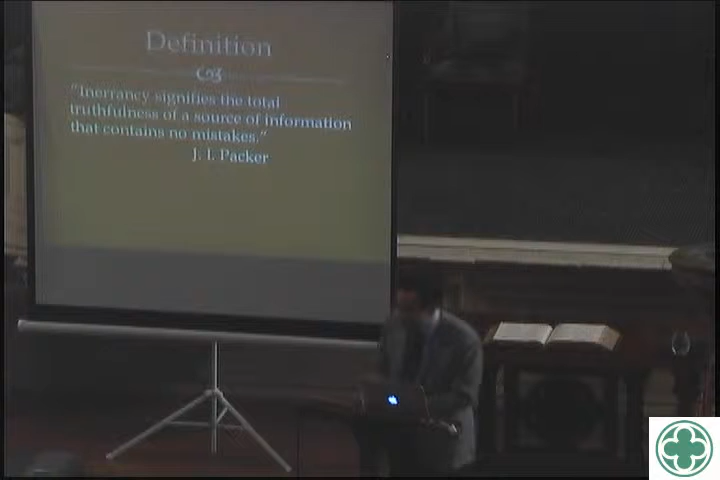 Definition
"Inerrancy signifies the total
truthfulness of a source of information
that contains no mistakes."
J. I. Packer